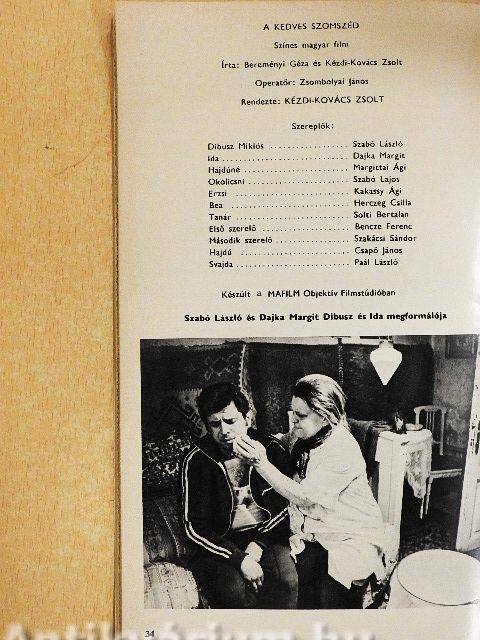 A KEDVES SZOMSZÉD
Színes magyar film
Írta: Bereményi Géza és Kézdi-Kovács Zsolt
Operatőr: Zsombolyai János
Rendezte: KÉZDI-KOVÁCS ZSOLT
Szereplők:
Dibusz Miklós .................. Szabó László
Ida ............................. Dajka Margit
Hajdúné ........................ Margittai Ági
Okolicsni ....................... Szabó Lajos
Erzsi ........................... Kakassy Ági
Bea ............................ Herczeg Csilla
Tanár .......................... Solti Bertalan
Első szerelő .................... Bencze Ferenc
Második szerelő ................ Szakácsi Sándor
Hajdú .......................... Csapó János
Svajda .......................... Paál László
Készült a MAFILM Objektív Filmstúdióban
Szabó László és Dajka Margit Dibusz és Ida megformálója
34
Antikvárium.hu